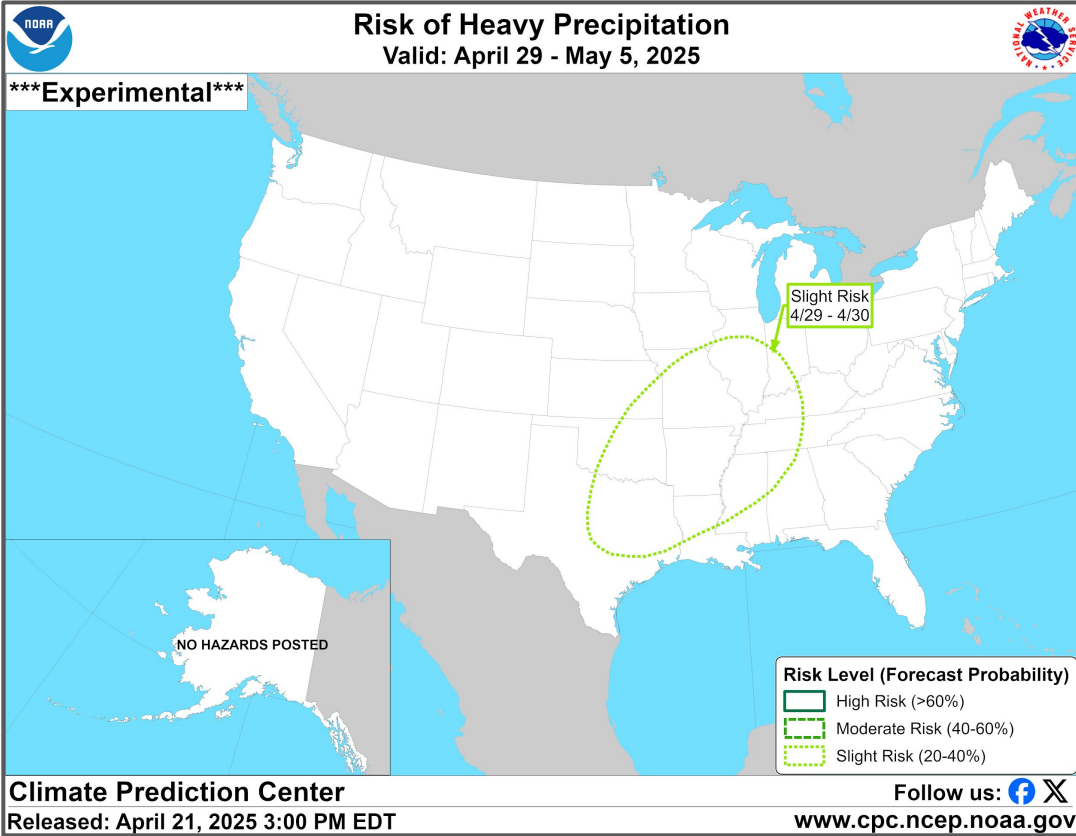 NOAA
Risk of Heavy Precipitation
Valid: April 29 - May 5, 2025
NATIONAL WEATHER SERVICE
***Experimental***
Slight Risk
4/29 - 4/30
NO HAZARDS POSTED
Risk Level (Forecast Probability)
High Risk (>60%)
Moderate Risk (40-60%)
Slight Risk (20-40%)
Climate Prediction Center
Follow us:
Released: April 21, 2025 3:00 PM EDT
www.cpc.ncep.noaa.gov